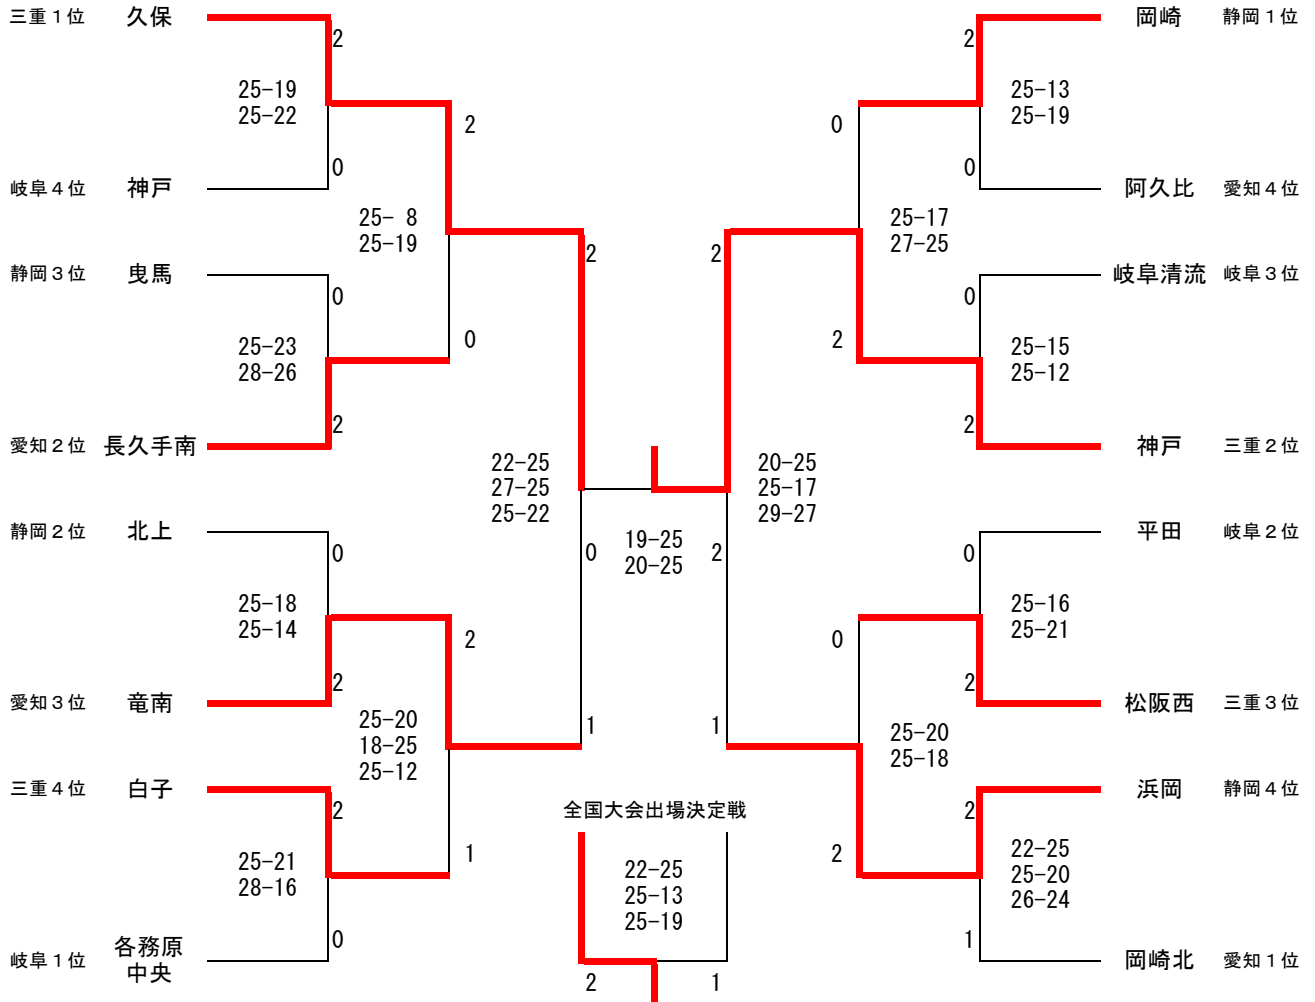 三重１位 久保 岡崎 静岡１位
2 2
25-19 25-13
25-22 25-19
2 0
0 0
岐阜４位 神戸 阿久比 愛知４位
25- 8 25-17
25-19 27-25
2 2
静岡３位 曳馬 岐阜清流 岐阜３位
0 0
0 2
25-23 25-15
28-26 25-12
2 2
愛知２位 長久手南 神戸 三重２位
22-25 20-25
27-25 25-17
25-22 29-27
静岡２位 北上 平田 岐阜２位
19-25
0 0 2 0
20-25
25-18 25-16
25-14 25-21
2 0
2 2
愛知３位 竜南 松阪西 三重３位
25-20 1 1 25-20
18-25 25-18
25-12
三重４位 白子 浜岡 静岡４位
2 全国大会出場決定戦 2
25-21 1 2 22-25
28-16 22-25 25-20
25-13 26-24
25-19
0 1
岐阜１位 各務原
中央 岡崎北 愛知１位
2 1